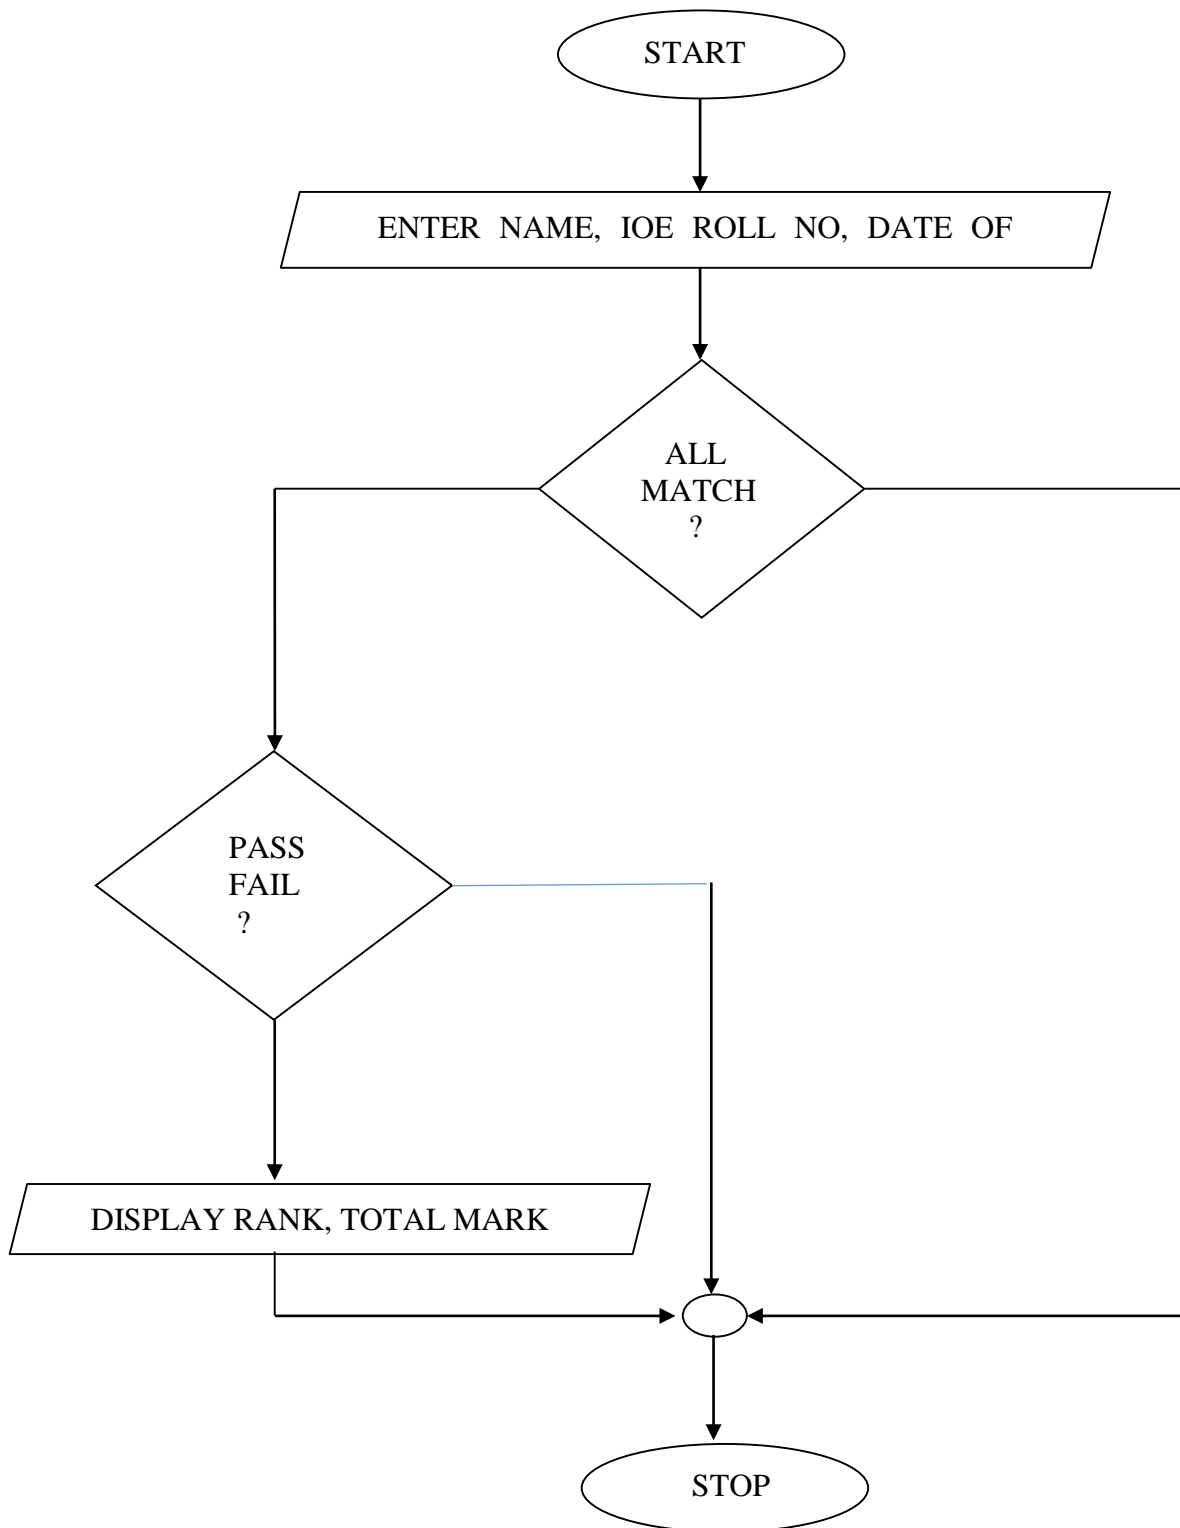 START
ENTER NAME, IOE ROLL NO, DATE OF
ALL
MATCH
?
PASS
FAIL
?
DISPLAY RANK, TOTAL MARK
STOP